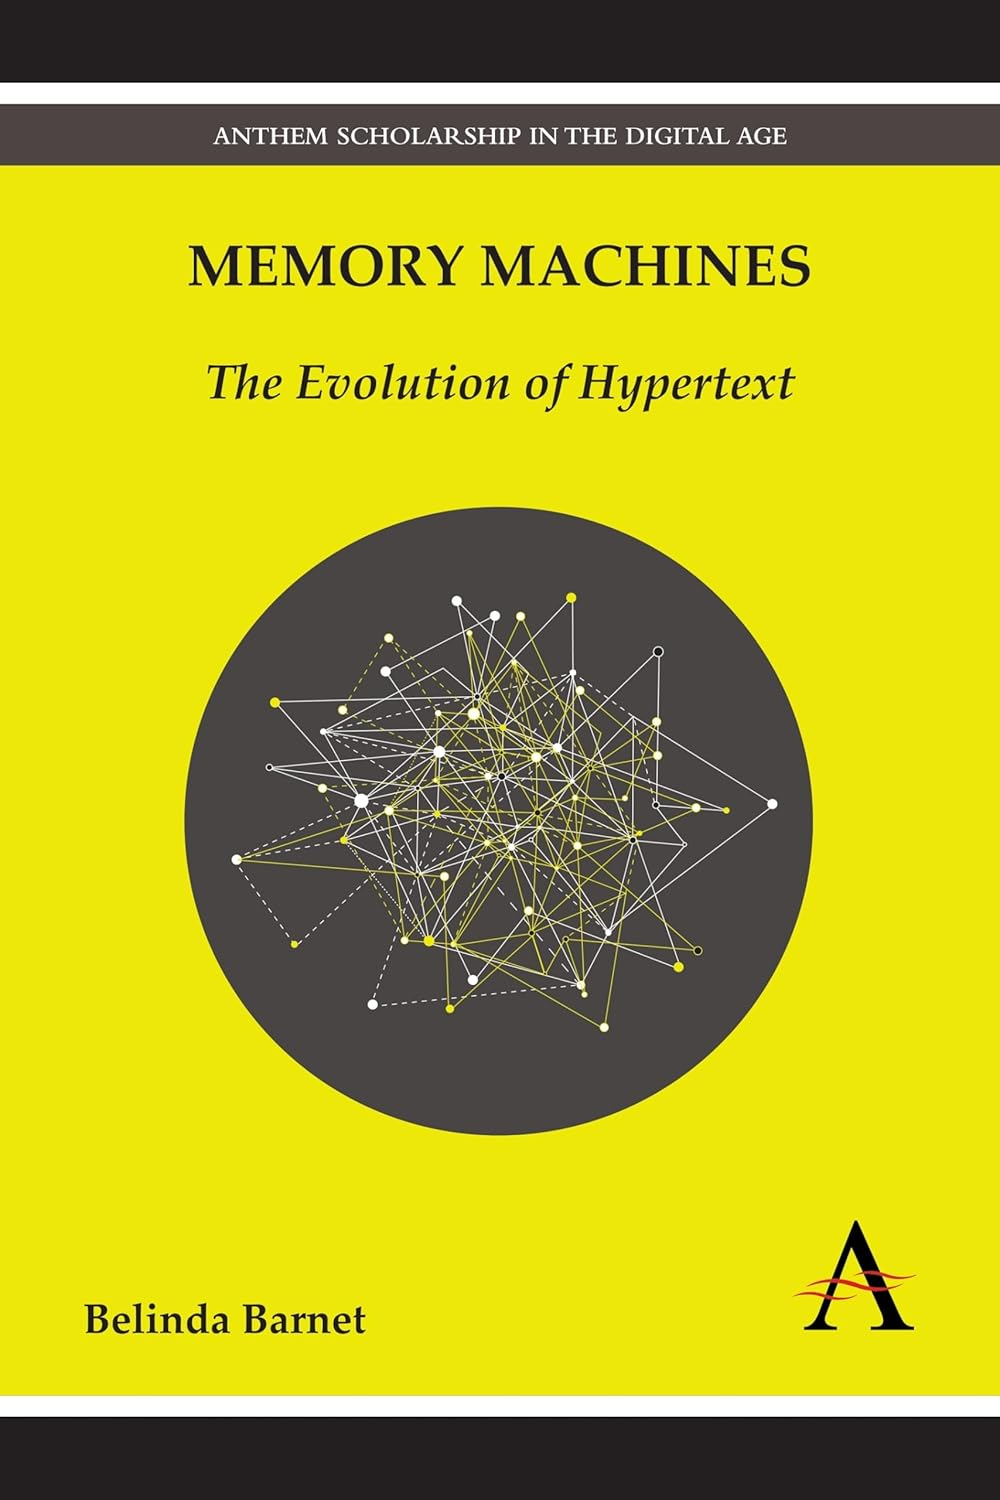 ANTHEM SCHOLARSHIP IN THE DIGITAL AGE
MEMORY MACHINES
The Evolution of Hypertext
Belinda Barnet
A